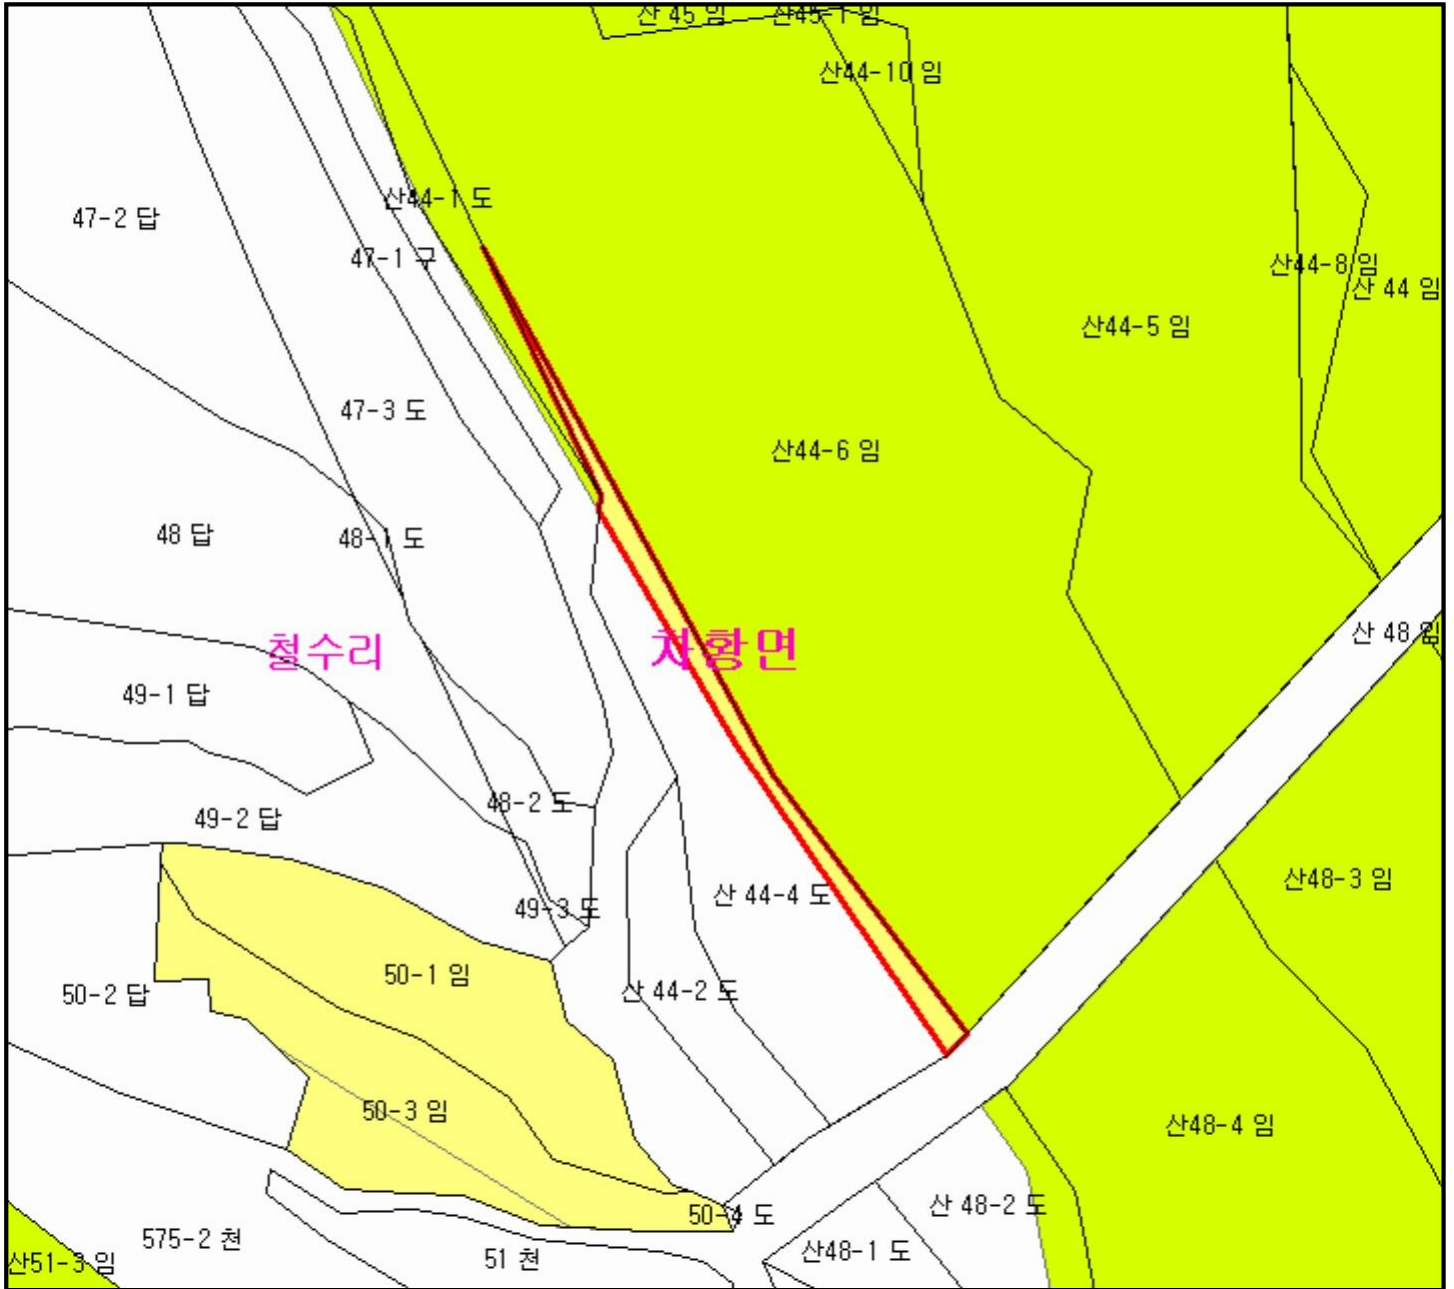 산 45 임
산45-1 임
산44-10 임
산44-1 도
47-2 답
47-1 구
산44-8 임
산 44 임
산44-5 임
47-3 도
산44-6 임
48 답
48-1 도
산 48 임
철수리
차황면
49-1 답
48-2 도
49-2 답
산48-3 임
산 44-4 도
49-3 도
50-1 임
50-2 답
산 44-2 도
50-3 임
산48-4 임
산 48-2 도
50-4 도
575-2 천
산48-1 도
51 천
산51-3 임